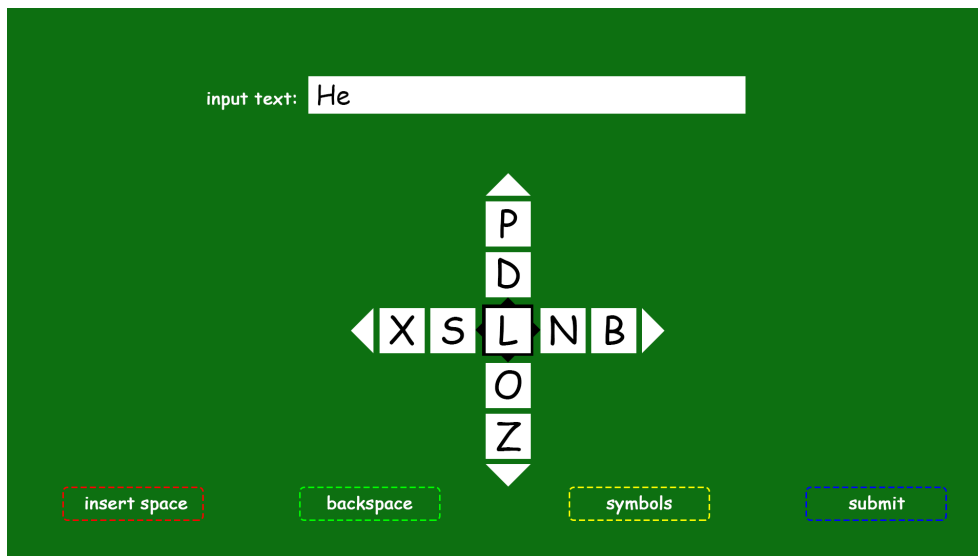 input text: He
P
D
X S L N B
O
Z
insert space backspace symbols submit